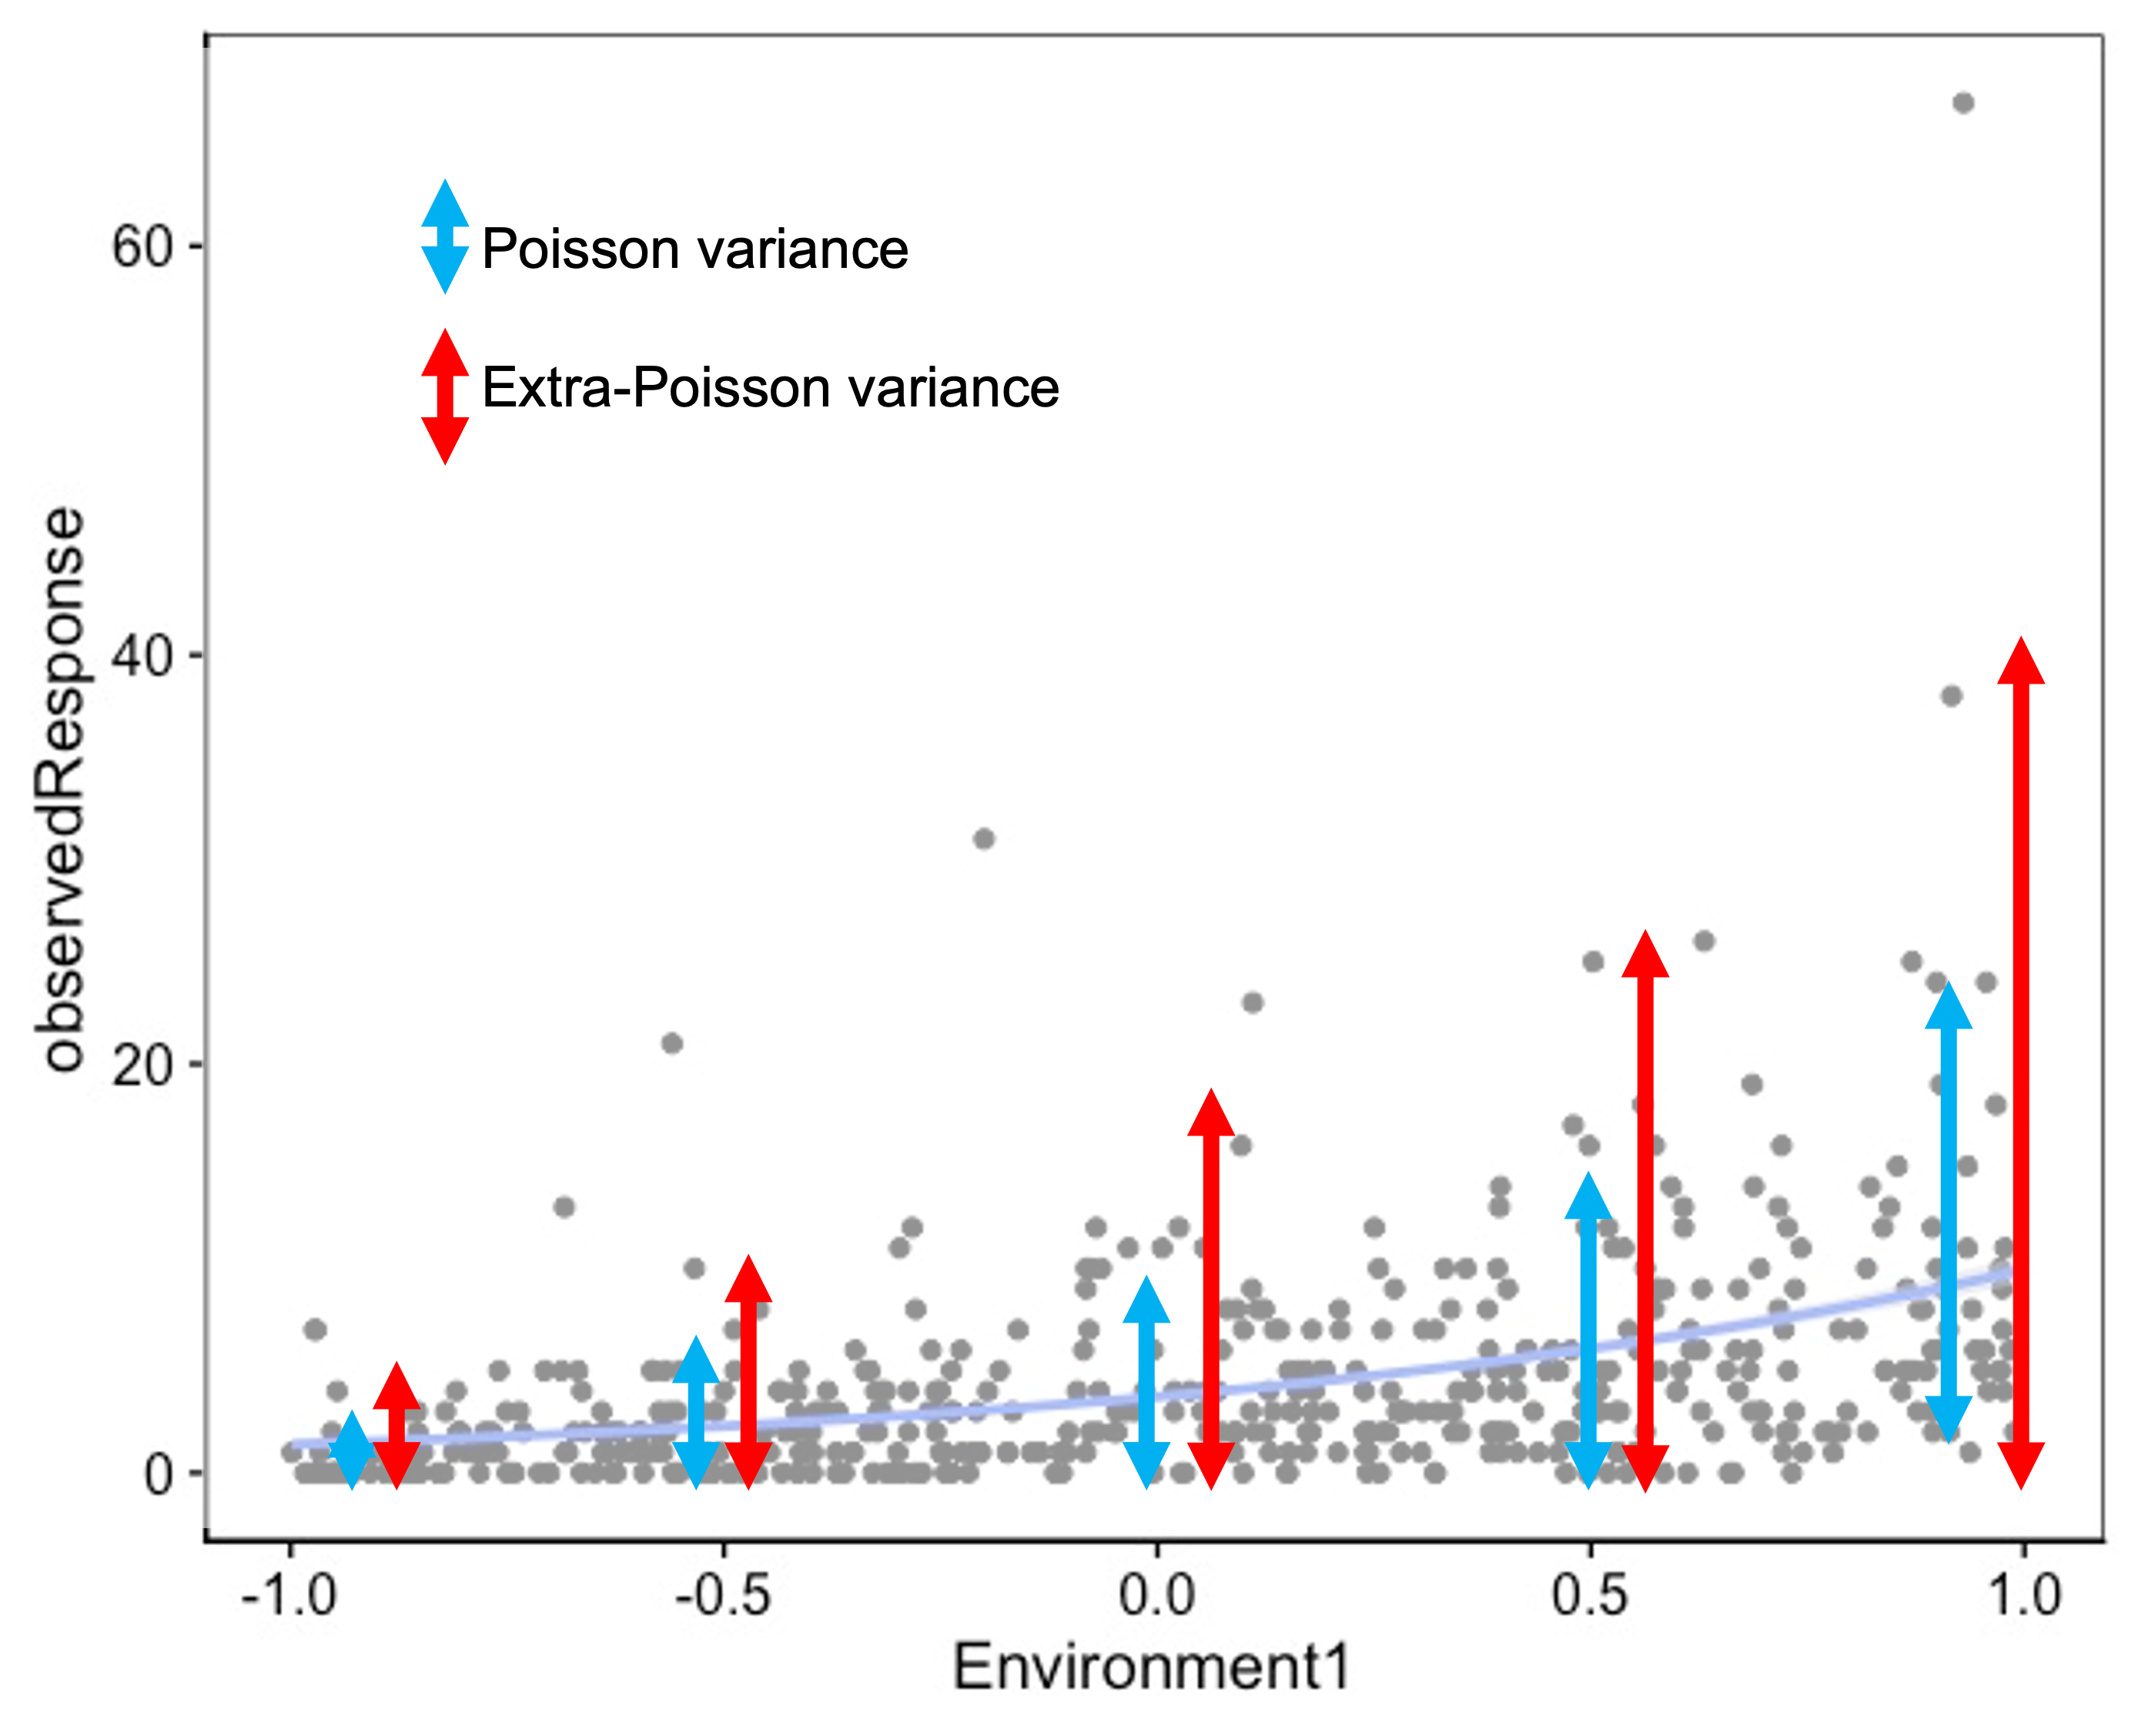 Poisson variance
Extra-Poisson variance
observedResponse
60
40
20
0
-1.0 -0.5 0.0 0.5 1.0
Environment1